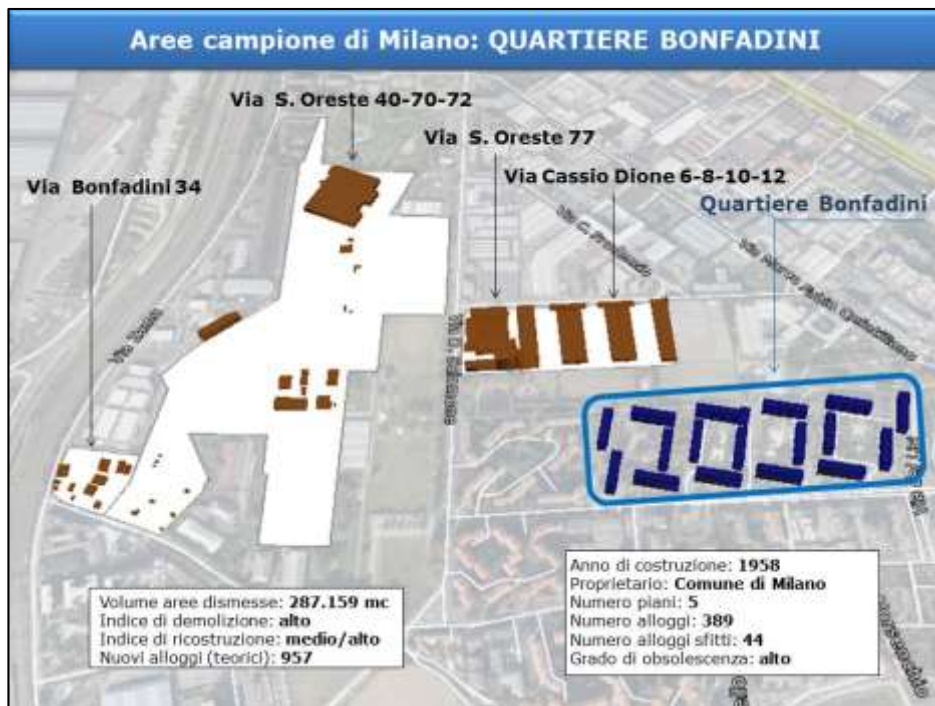 Aree campione di Milano: QUARTIERE BONFADINI
Via S. Oreste 40-70-72
Via S. Oreste 77
Via Bonfadini 34
Via Cassio Dione 6-8-10-12
Quartiere Bonfadini
Volume aree dismesse: 287.159 mc
Indice di demolizione: alto
Indice di ricostruzione: medio/alto
Nuovi alloggi (teorici): 957
Anno di costruzione: 1958
Proprietario: Comune di Milano
Numero piani: 5
Numero alloggi: 389
Numero alloggi sfitti: 44
Grado di obsolescenza: alto